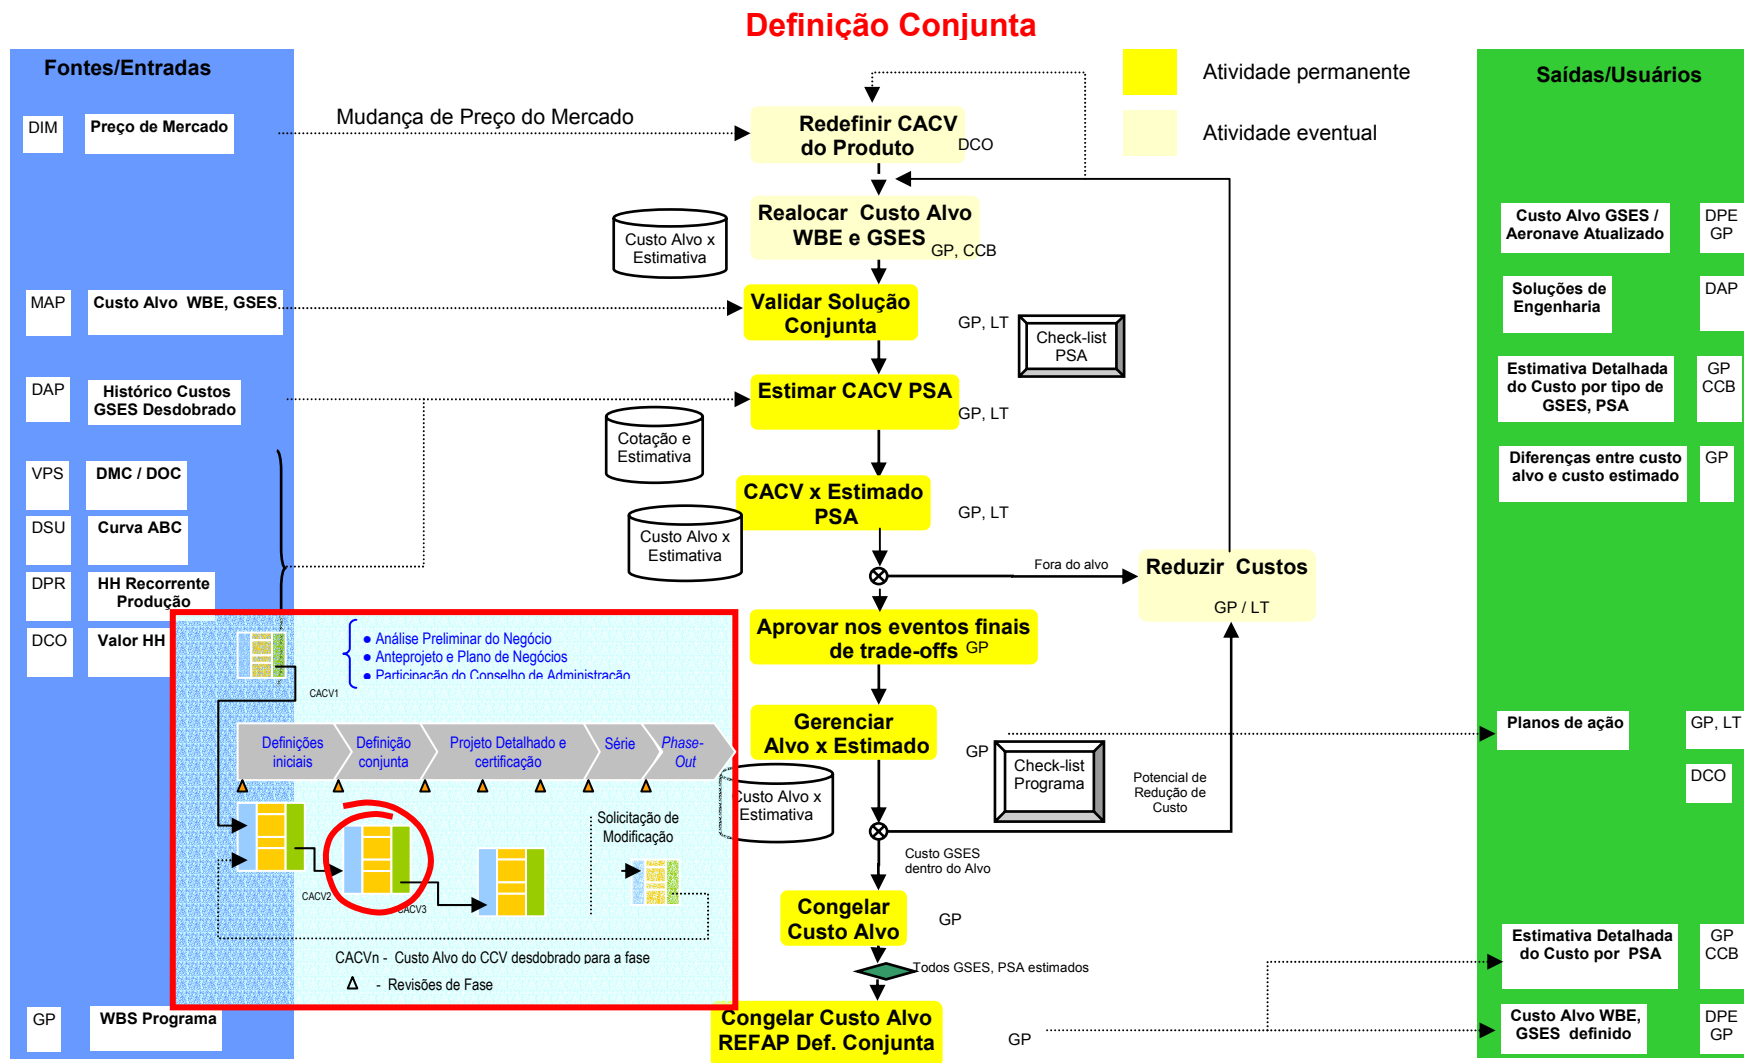 Definição Conjunta
Fontes/Entradas
DIM
Preço de Mercado
MAP
Custo Alvo WBE, GSES
DAP
Histórico Custos
GSES Desdobrado
VPS
DMC / DOC
DSU
Curva ABC
DPR
HH Recorrente
Produção
DCO
Valor HH
GP
WBS Programa
Mudança de Preço do Mercado
Redefinir CACV
do Produto
DCO
Atividade permanente
Atividade eventual
Custo Alvo x
Estimativa
Realocar Custo Alvo
WBE e GSES
GP, CCB
Validar Solução
Conjunta
GP, LT
Check-list
PSA
Estimar CACV PSA
GP, LT
Cotação e
Estimativa
CACV x Estimado
PSA
GP, LT
Custo Alvo x
Estimativa
Fora do alvo
Reduzir Custos
GP / LT
Aprovar nos eventos finais
de trade-offs
GP
Gerenciar
Alvo x Estimado
GP
Check-list
Programa
Potencial de
Redução de
Custo
Custo Alvo x
Estimativa
Custo GSES
dentro do Alvo
Congelar
Custo Alvo
GP
Todos GSES, PSA estimados
Congelar Custo Alvo
REFAP Def. Conjunta
GP
● Análise Preliminar do Negócio
● Anteprojeto e Plano de Negócios
● Participação do Conselho de Administração
CACV1
Definições
iniciais
Definição
conjunta
Projeto Detalhado e
certificação
Série
Phase-
Out
Solicitação de
Modificação
CACV2
CACV3
CACVn - Custo Alvo do CCV desdobrado para a fase
- Revisões de Fase
Saídas/Usuários
Custo Alvo GSES /
Aeronave Atualizado
DPE
GP
Soluções de
Engenharia
DAP
Estimativa Detalhada
do Custo por tipo de
GSES, PSA
GP
CCB
Diferenças entre custo
alvo e custo estimado
GP
Planos de ação
GP, LT
DCO
Estimativa Detalhada
do Custo por PSA
GP
CCB
Custo Alvo WBE,
GSES definido
DPE
GP